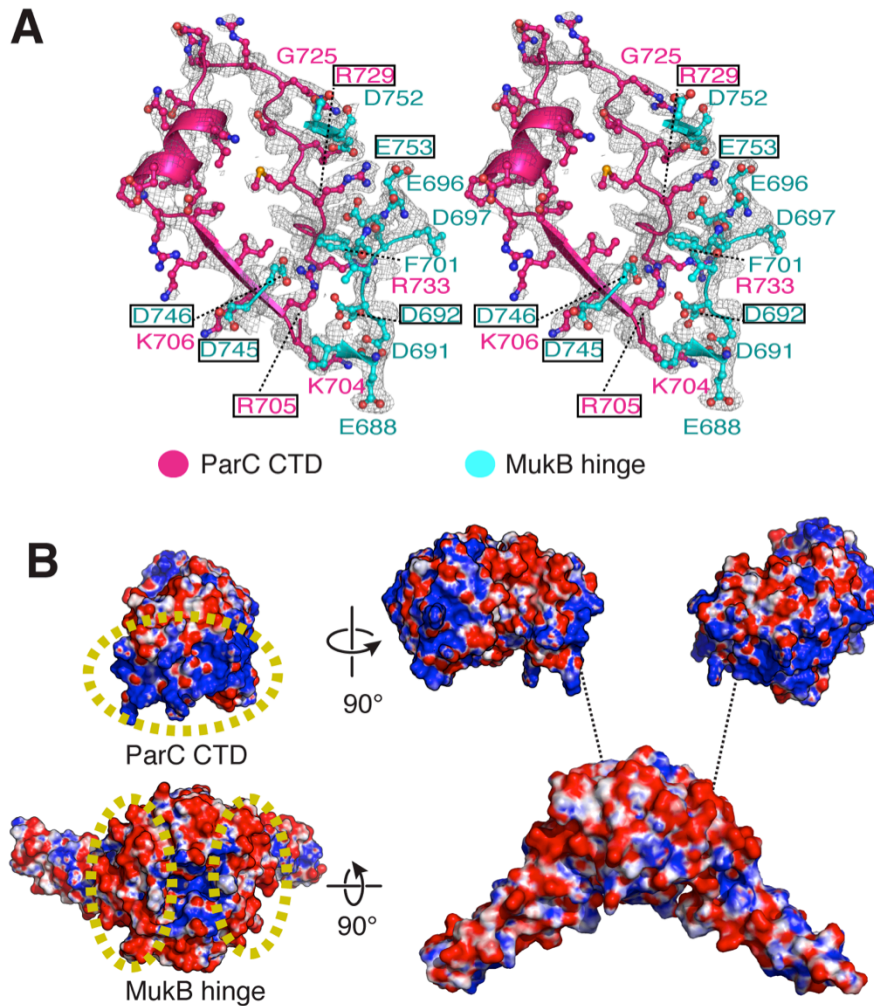 A
G725
R729
D752
E753
E696
D697
F701
R733
D746
D692
K706
D745
D691
K704
R705
E688
G725
R729
D752
E753
E696
D697
F701
R733
D746
D692
K706
D745
D691
K704
R705
E688
ParC CTD
MukB hinge
B
90°
ParC CTD
90°
MukB hinge